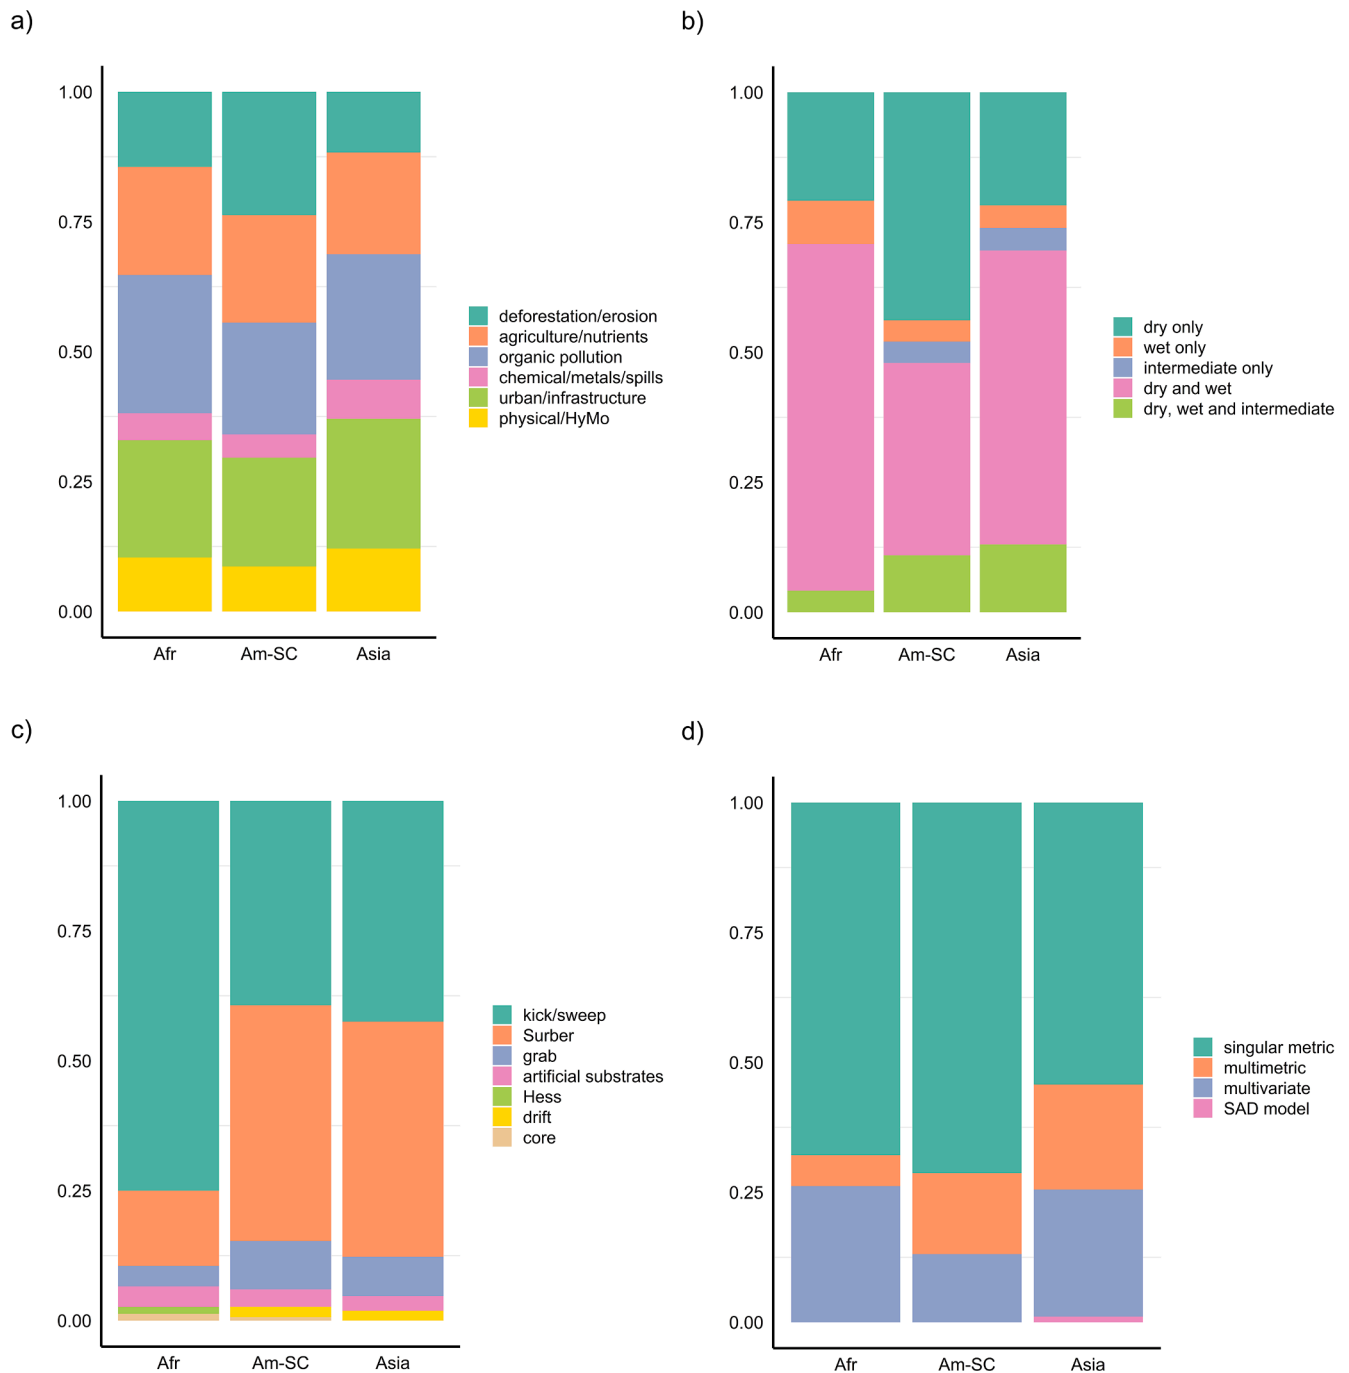 a)
1.00
0.75
0.50
0.25
0.00
Afr Am-SC Asia
deforestation/erosion
agriculture/nutrients
organic pollution
chemical/metals/spills
urban/infrastructure
physical/HyMo
b)
1.00
0.75
0.50
0.25
0.00
Afr Am-SC Asia
dry only
wet only
intermediate only
dry and wet
dry, wet and intermediate
c)
1.00
0.75
0.50
0.25
0.00
Afr Am-SC Asia
kick/sweep
Surber
grab
artificial substrates
Hess
drift
core
d)
1.00
0.75
0.50
0.25
0.00
Afr Am-SC Asia
singular metric
multimetric
multivariate
SAD model